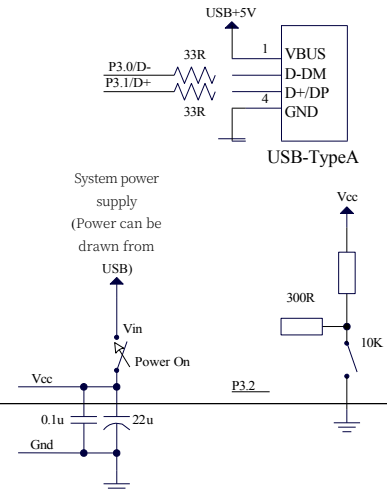 USB+5V
33R
P3.0/D-
P3.1/D+
33R
1
VBUS
D-DM
D+/DP
4
GND
USB-TypeA
System power
supply
(Power can be
drawn from
USB)
Vin
Power On
Vcc
0.1u
22u
Gnd
Vcc
300R
10K
P3.2